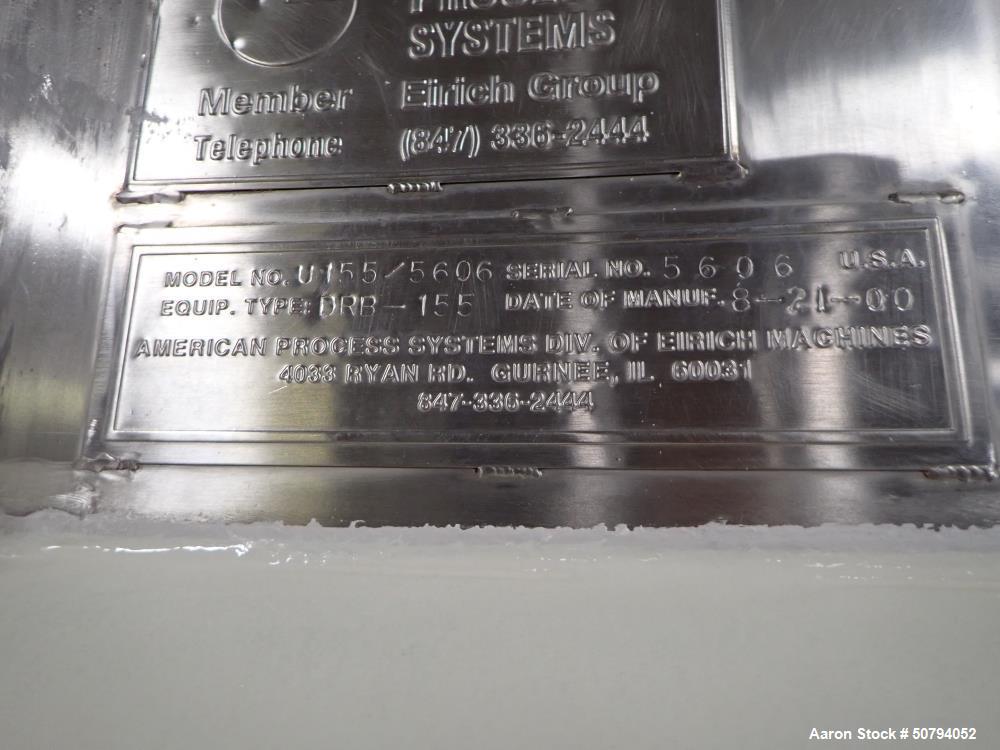 SYSTEMS
Member Eirich Group
Telephone (847) 336-2444
MODEL NO. U155/5606 SERIAL NO. 5606 U.S.A.
EQUIP. TYPE: DRB-155 DATE OF MANUF. 8-21-00
AMERICAN PROCESS SYSTEMS DIV. OF EIRICH MACHINES
4033 RYAN RD. GURNEE, IL 60031
847-336-2444
Aaron Stock # 50794052